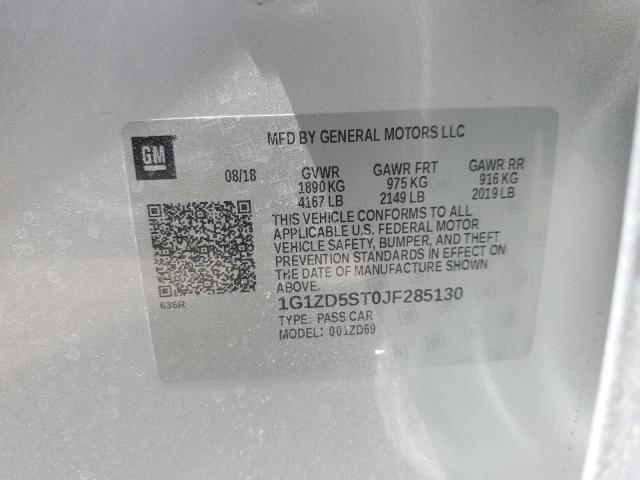 GM
MFD BY GENERAL MOTORS LLC
08/18 GVWR GAWR FRT GAWR RR
1890 KG 975 KG 916 KG
4167 LB 2149 LB 2019 LB
THIS VEHICLE CONFORMS TO ALL
APPLICABLE U.S. FEDERAL MOTOR
VEHICLE SAFETY, BUMPER, AND THEFT
PREVENTION STANDARDS IN EFFECT ON
THE DATE OF MANUFACTURE SHOWN
ABOVE.
636R
1G1ZD5ST0JF285130
TYPE: PASS CAR
MODEL: 001ZD69